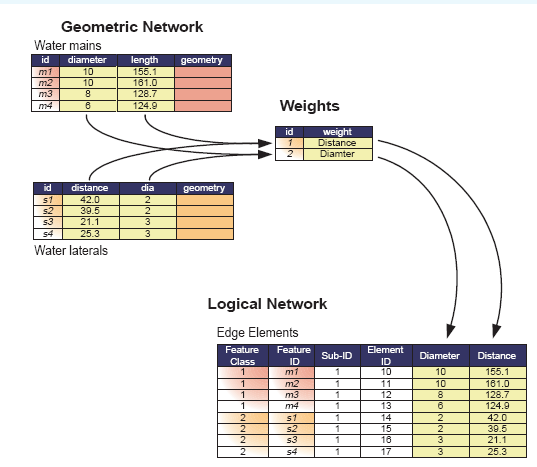 Geometric Network
Water mains
id diameter length geometry
m1 10 155.1
m2 10 161.0
m3 8 128.7
m4 6 124.9
Weights
id weight
1 Distance
2 Diamter
id distance dia geometry
s1 42.0 2
s2 39.5 2
s3 21.1 3
s4 25.3 3
Water laterals
Logical Network
Edge Elements
Feature Class Feature ID Sub-ID Element ID Diameter Distance
1 m1 1 10 10 155.1
1 m2 1 11 10 161.0
1 m3 1 12 8 128.7
1 m4 1 13 6 124.9
2 s1 1 14 2 42.0
2 s2 1 15 2 39.5
2 s3 1 16 3 21.1
2 s4 1 17 3 25.3